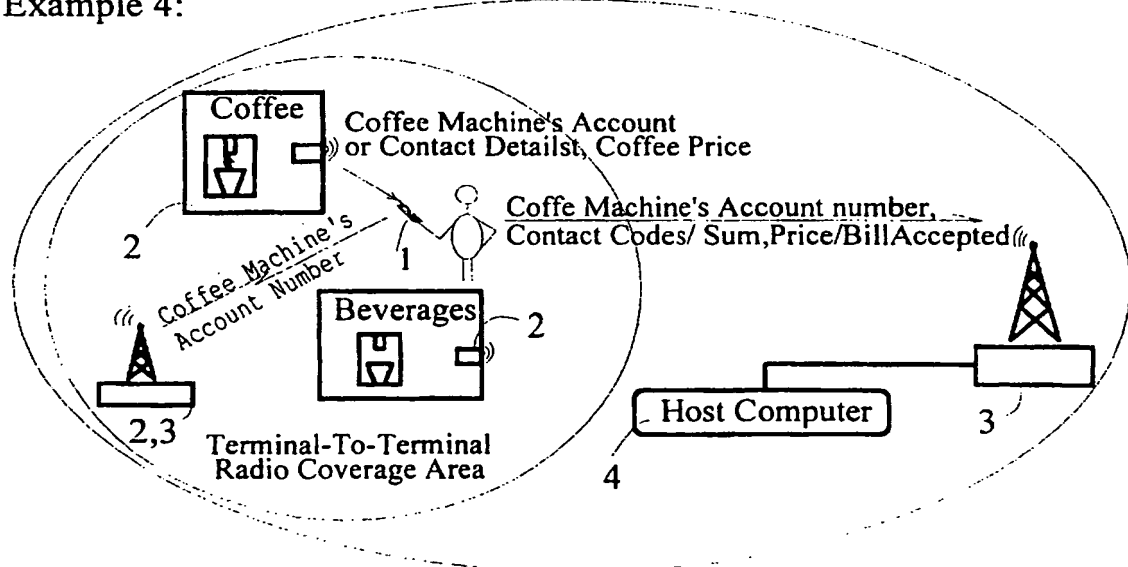 Example 4:
Coffee
Coffee Machine's Account
or Contact Detailst, Coffee Price
2
1
Coffe Machine's Account number,
Contact Codes/ Sum,Price/BillAccepted
Coffee Machine's
Account Number
Beverages
2
2,3
Terminal-To-Terminal
Radio Coverage Area
Host Computer
3
4